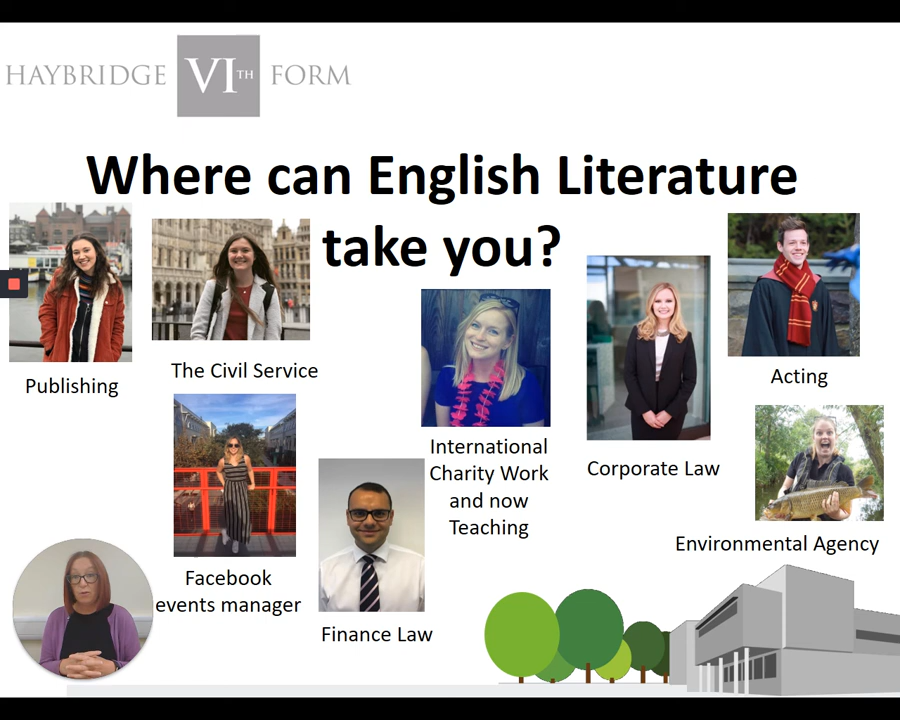 HAYBRIDGE VI TH FORM
Where can English Literature
take you?
Publishing
The Civil Service
Facebook
events manager
Finance Law
International
Charity Work
and now
Teaching
Corporate Law
Acting
Environmental Agency